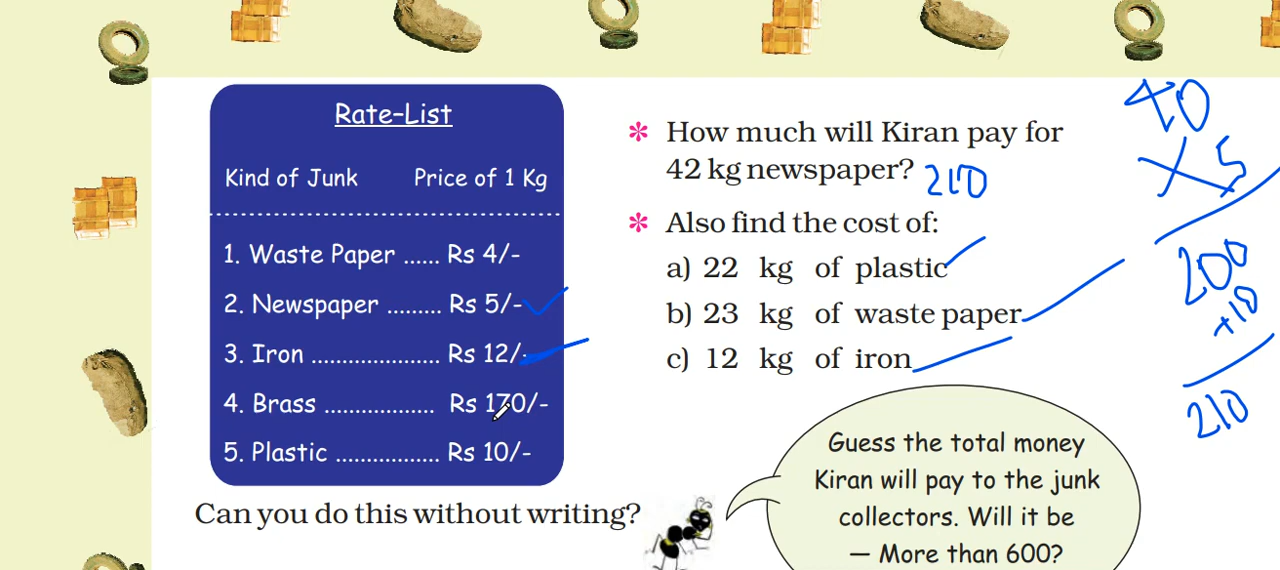 Rate-List
Kind of Junk Price of 1 Kg
1. Waste Paper ...... Rs 4/-
2. Newspaper ......... Rs 5/-
3. Iron ..................... Rs 12/-
4. Brass ................... Rs 170/-
5. Plastic ................. Rs 10/-
Can you do this without writing?
* How much will Kiran pay for
42 kg newspaper? 210
* Also find the cost of:
a) 22 kg of plastic
b) 23 kg of waste paper
c) 12 kg of iron
Guess the total money
Kiran will pay to the junk
collectors. Will it be
— More than 600?
40
X 5
200
+10
210